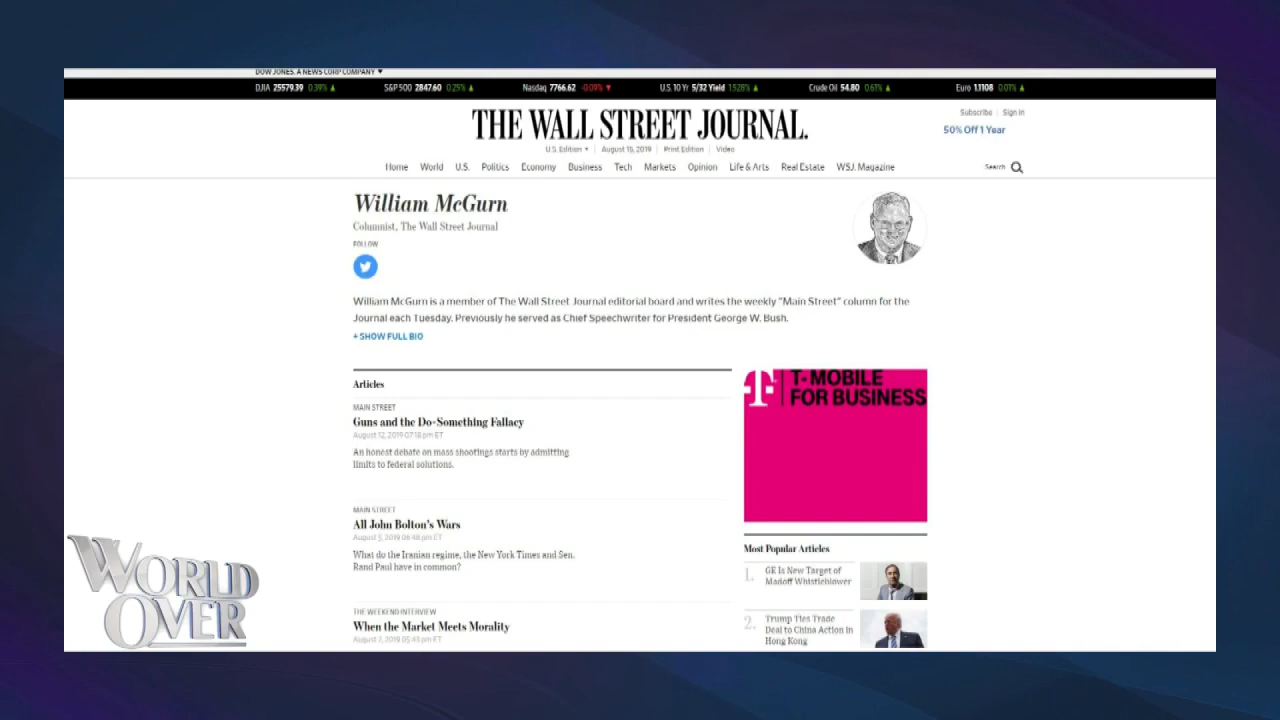 DOW JONES, A NEWS CORP COMPANY ▼
DJIA 25579.39 0.39% ▲ S&P 500 2847.60 0.25% ▲ Nasdaq 7766.62 -0.09% ▼ U.S. 10 Yr 5/32 Yield 1.528% ▲ Crude Oil 54.80 0.61% ▲ Euro 1.1108 0.01% ▲
THE WALL STREET JOURNAL.
Subscribe | Sign In
50% Off 1 Year
U.S. Edition ▼ | August 15, 2019 | Print Edition | Video
Home World U.S. Politics Economy Business Tech Markets Opinion Life & Arts Real Estate WSJ. Magazine Search
William McGurn
Columnist, The Wall Street Journal
FOLLOW
William McGurn is a member of The Wall Street Journal editorial board and writes the weekly "Main Street" column for the
Journal each Tuesday. Previously he served as Chief Speechwriter for President George W. Bush.
+ SHOW FULL BIO
Articles
MAIN STREET
Guns and the Do-Something Fallacy
August 12, 2019 07:18 pm ET
An honest debate on mass shootings starts by admitting
limits to federal solutions.
MAIN STREET
All John Bolton's Wars
August 5, 2019 06:48 pm ET
What do the Iranian regime, the New York Times and Sen.
Rand Paul have in common?
THE WEEKEND INTERVIEW
When the Market Meets Morality
August 2, 2019 05:43 pm ET
T-MOBILE
FOR BUSINESS
Most Popular Articles
1. GE Is New Target of
Madoff Whistleblower
2. Trump Ties Trade
Deal to China Action in
Hong Kong
WORLD
OVER